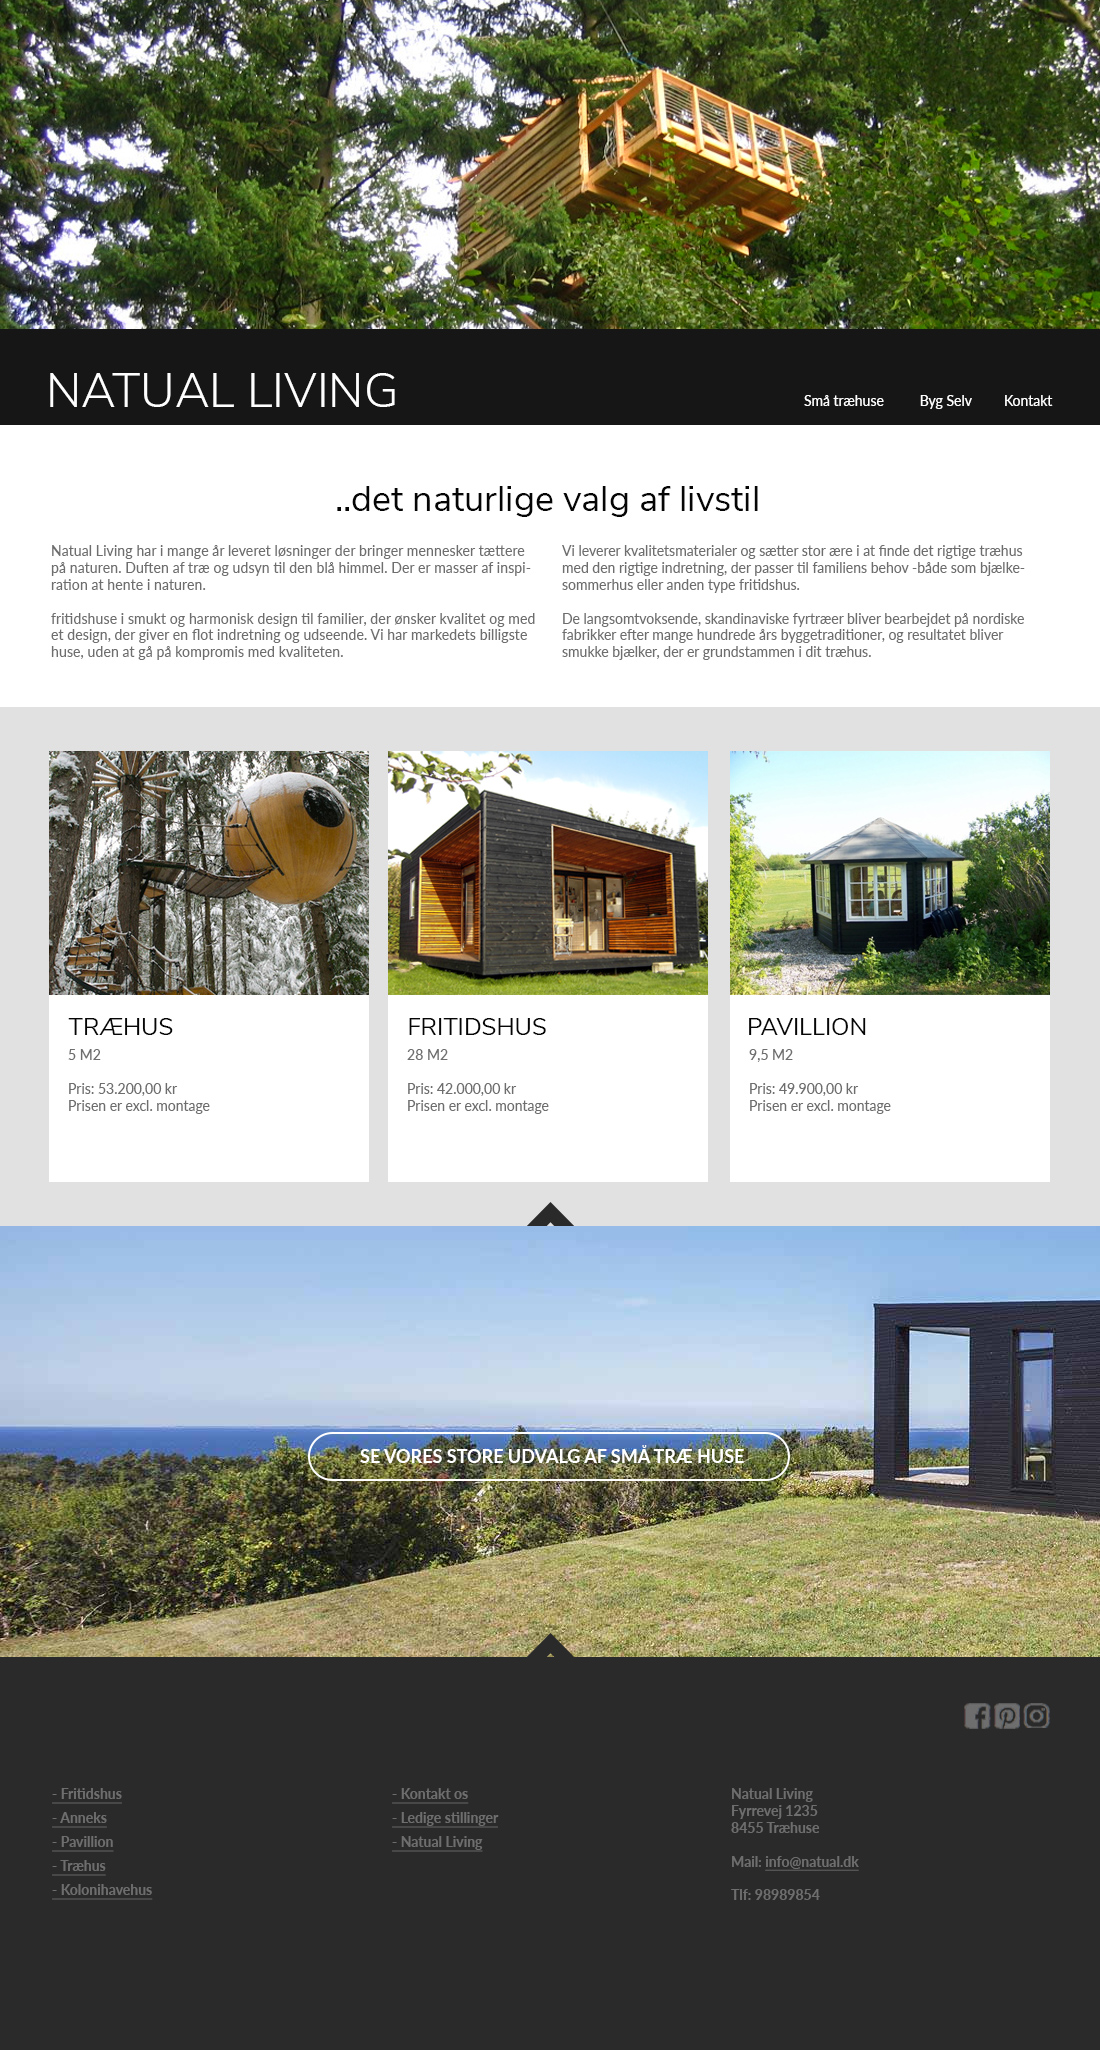 NATUAL LIVING
Små træhuse Byg Selv Kontakt
..det naturlige valg af livstil
Natual Living har i mange år leveret løsninger der bringer mennesker tættere
på naturen. Duften af træ og udsyn til den blå himmel. Der er masser af inspi-
ration at hente i naturen.
fritidshuse i smukt og harmonisk design til familier, der ønsker kvalitet og med
et design, der giver en flot indretning og udseende. Vi har markedets billigste
huse, uden at gå på kompromis med kvaliteten.
Vi leverer kvalitetsmaterialer og sætter stor ære i at finde det rigtige træhus
med den rigtige indretning, der passer til familiens behov -både som bjælke-
sommerhus eller anden type fritidshus.
De langsomtvoksende, skandinaviske fyrtræer bliver bearbejdet på nordiske
fabrikker efter mange hundrede års byggetraditioner, og resultatet bliver
smukke bjælker, der er grundstammen i dit træhus.
TRÆHUS
5 M2
Pris: 53.200,00 kr
Prisen er excl. montage
FRITIDSHUS
28 M2
Pris: 42.000,00 kr
Prisen er excl. montage
PAVILLION
9,5 M2
Pris: 49.900,00 kr
Prisen er excl. montage
SE VORES STORE UDVALG AF SMÅ TRÆ HUSE
- Fritidshus
- Anneks
- Pavillion
- Træhus
- Kolonihavehus
- Kontakt os
- Ledige stillinger
- Natual Living
Natual Living
Fyrrevej 1235
8455 Træhuse
Mail: info@natual.dk
Tlf: 98989854